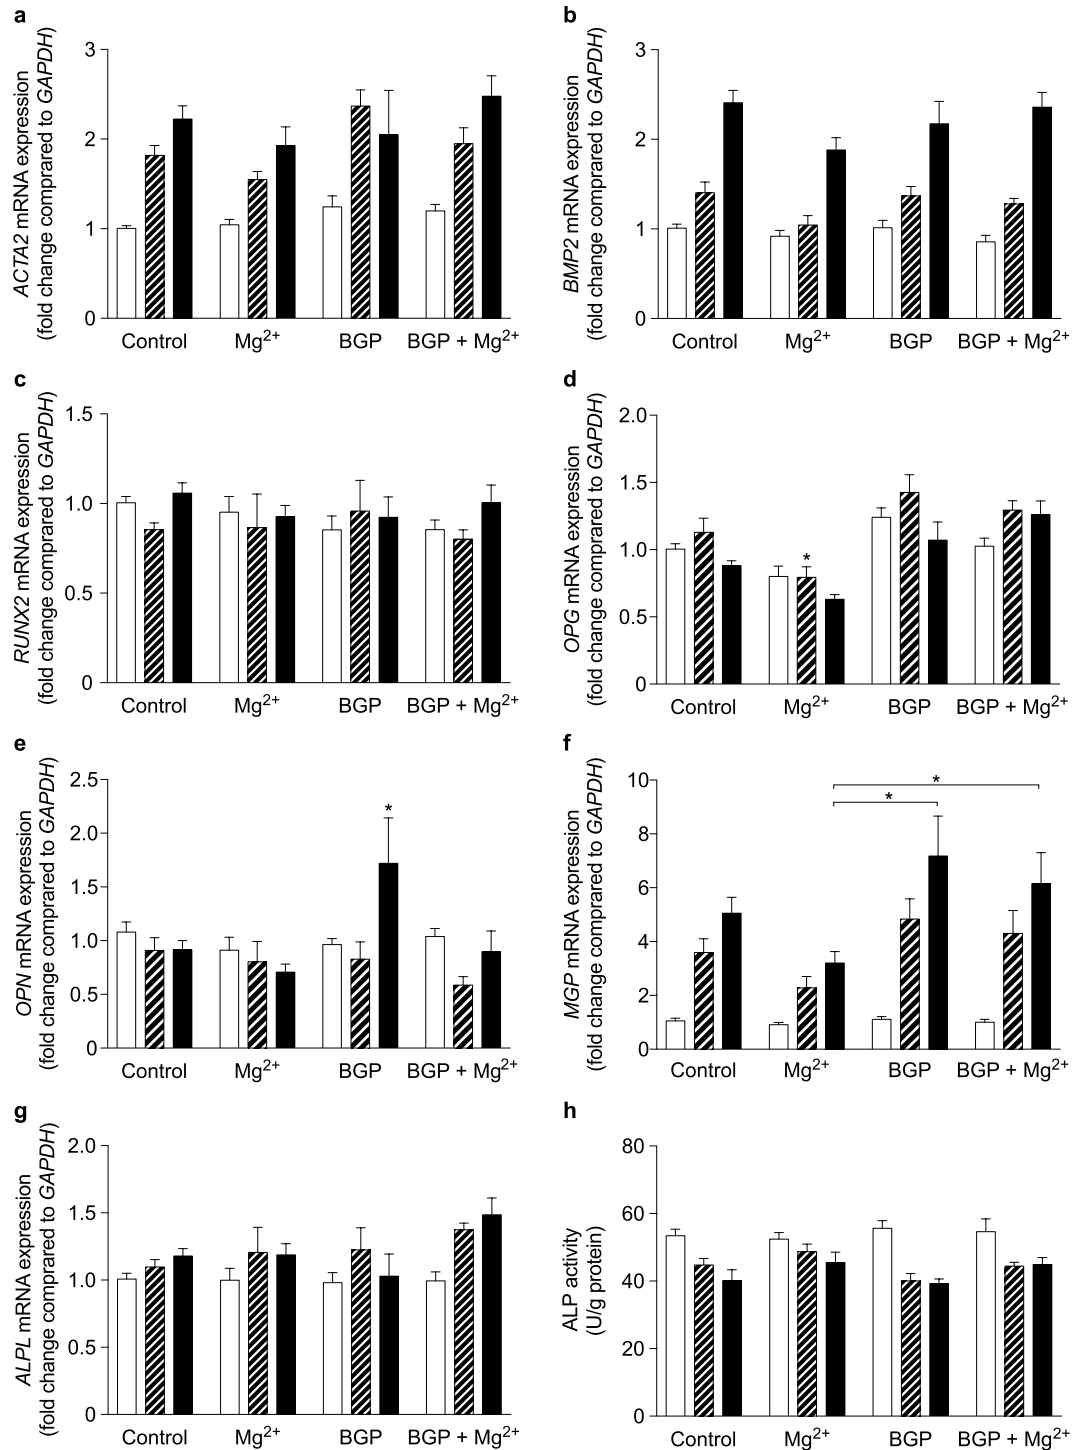 a
ACTA2 mRNA expression
(fold change comprared to GAPDH)
3
2
1
0
Control
Mg2+
BGP
BGP + Mg2+
b
BMP2 mRNA expression
(fold change comprared to GAPDH)
3
2
1
0
Control
Mg2+
BGP
BGP + Mg2+
c
RUNX2 mRNA expression
(fold change comprared to GAPDH)
1.5
1.0
0.5
0
Control
Mg2+
BGP
BGP + Mg2+
d
OPG mRNA expression
(fold change comprared to GAPDH)
2.0
1.5
1.0
0.5
0
*
Control
Mg2+
BGP
BGP + Mg2+
e
OPN mRNA expression
(fold change comprared to GAPDH)
2.5
2.0
1.5
1.0
0.5
0
*
Control
Mg2+
BGP
BGP + Mg2+
f
MGP mRNA expression
(fold change comprared to GAPDH)
10
8
6
4
2
0
*
*
Control
Mg2+
BGP
BGP + Mg2+
g
ALPL mRNA expression
(fold change comprared to GAPDH)
2.0
1.5
1.0
0.5
0
Control
Mg2+
BGP
BGP + Mg2+
h
ALP activity
(U/g protein)
80
60
40
20
0
Control
Mg2+
BGP
BGP + Mg2+